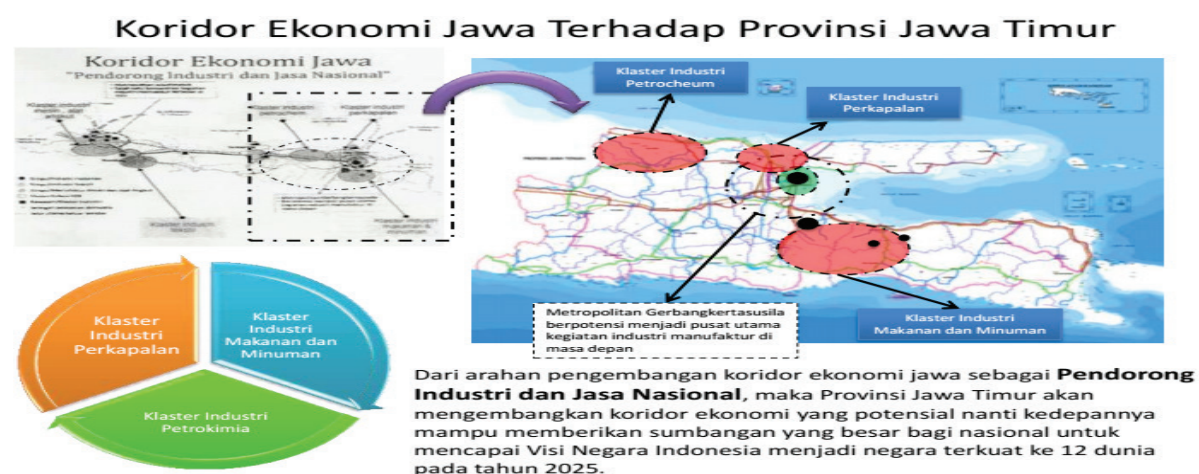 Koridor Ekonomi Jawa Terhadap Provinsi Jawa Timur
Koridor Ekonomi Jawa
"Pendorong Industri dan Jasa Nasional"
Klaster Industri
Petrocheum
Klaster Industri
Perkapalan
Metropolitan Gerbangkertasusila
berpotensi menjadi pusat utama
kegiatan industri manufaktur di
masa depan
Klaster Industri
Makanan dan Minuman
Klaster
Industri
Perkapalan
Klaster
Industri
Makanan dan
Minuman
Klaster Industri
Petrokimia
Dari arahan pengembangan koridor ekonomi jawa sebagai Pendorong
Industri dan Jasa Nasional, maka Provinsi Jawa Timur akan
mengembangkan koridor ekonomi yang potensial nanti kedepannya
mampu memberikan sumbangan yang besar bagi nasional untuk
mencapai Visi Negara Indonesia menjadi negara terkuat ke 12 dunia
pada tahun 2025.